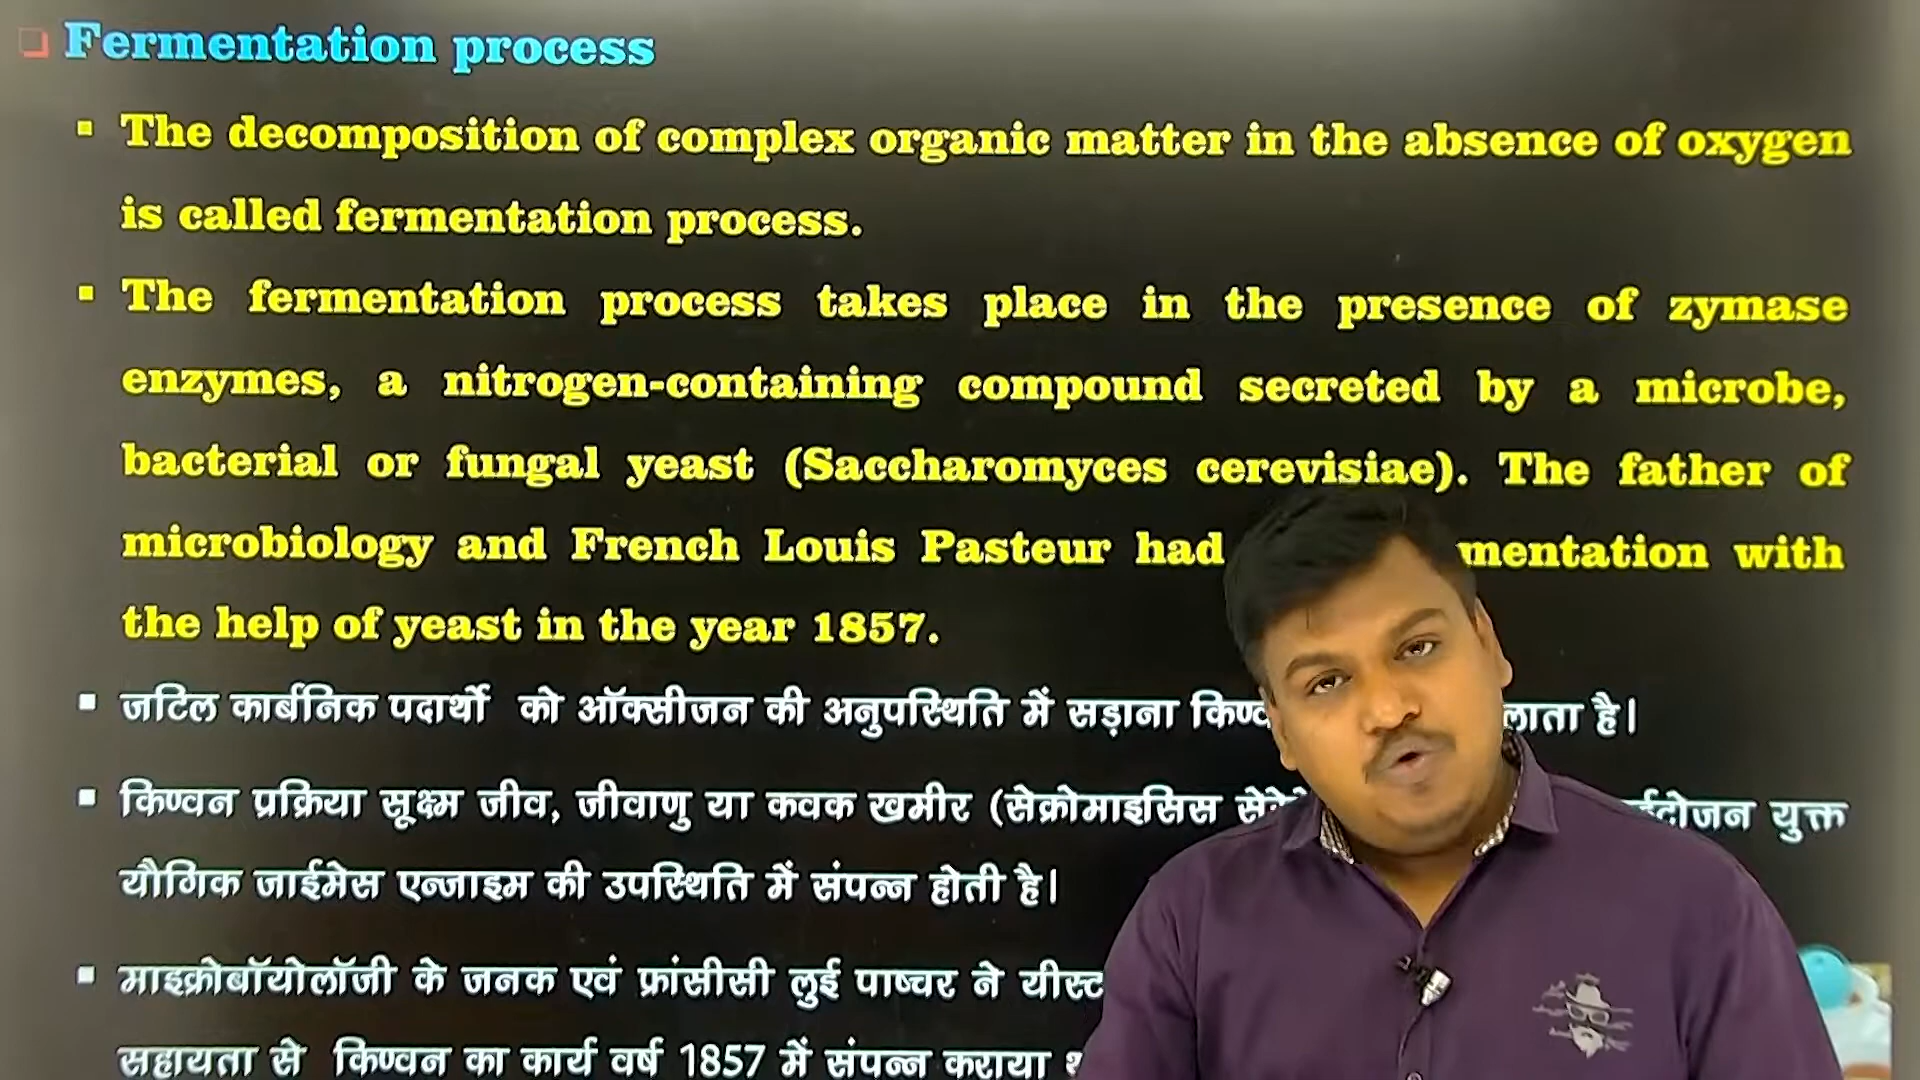 Fermentation process
The decomposition of complex organic matter in the absence of oxygen
is called fermentation process.
The fermentation process takes place in the presence of zymase
enzymes, a nitrogen-containing compound secreted by a microbe,
bacterial or fungal yeast (Saccharomyces cerevisiae). The father of
microbiology and French Louis Pasteur had mentation with
the help of yeast in the year 1857.
जटिल कार्बनिक पदार्थो को ऑक्सीजन की अनुपस्थिति में सड़ाना है।
किण्वन प्रक्रिया सूक्ष्म जीव, जीवाणु या कवक खमीर (सेक्रोमाइसिस युक्त
यौगिक जाईमेस एन्जाइम की उपस्थिति में संपन्न होती है।
माइक्रोबॉयोलॉजी के जनक एवं फ्रांसीसी लुई पाष्चर ने यीस्ट
सहायता से किण्वन का कार्य वर्ष 1857 में संपन्न कराया